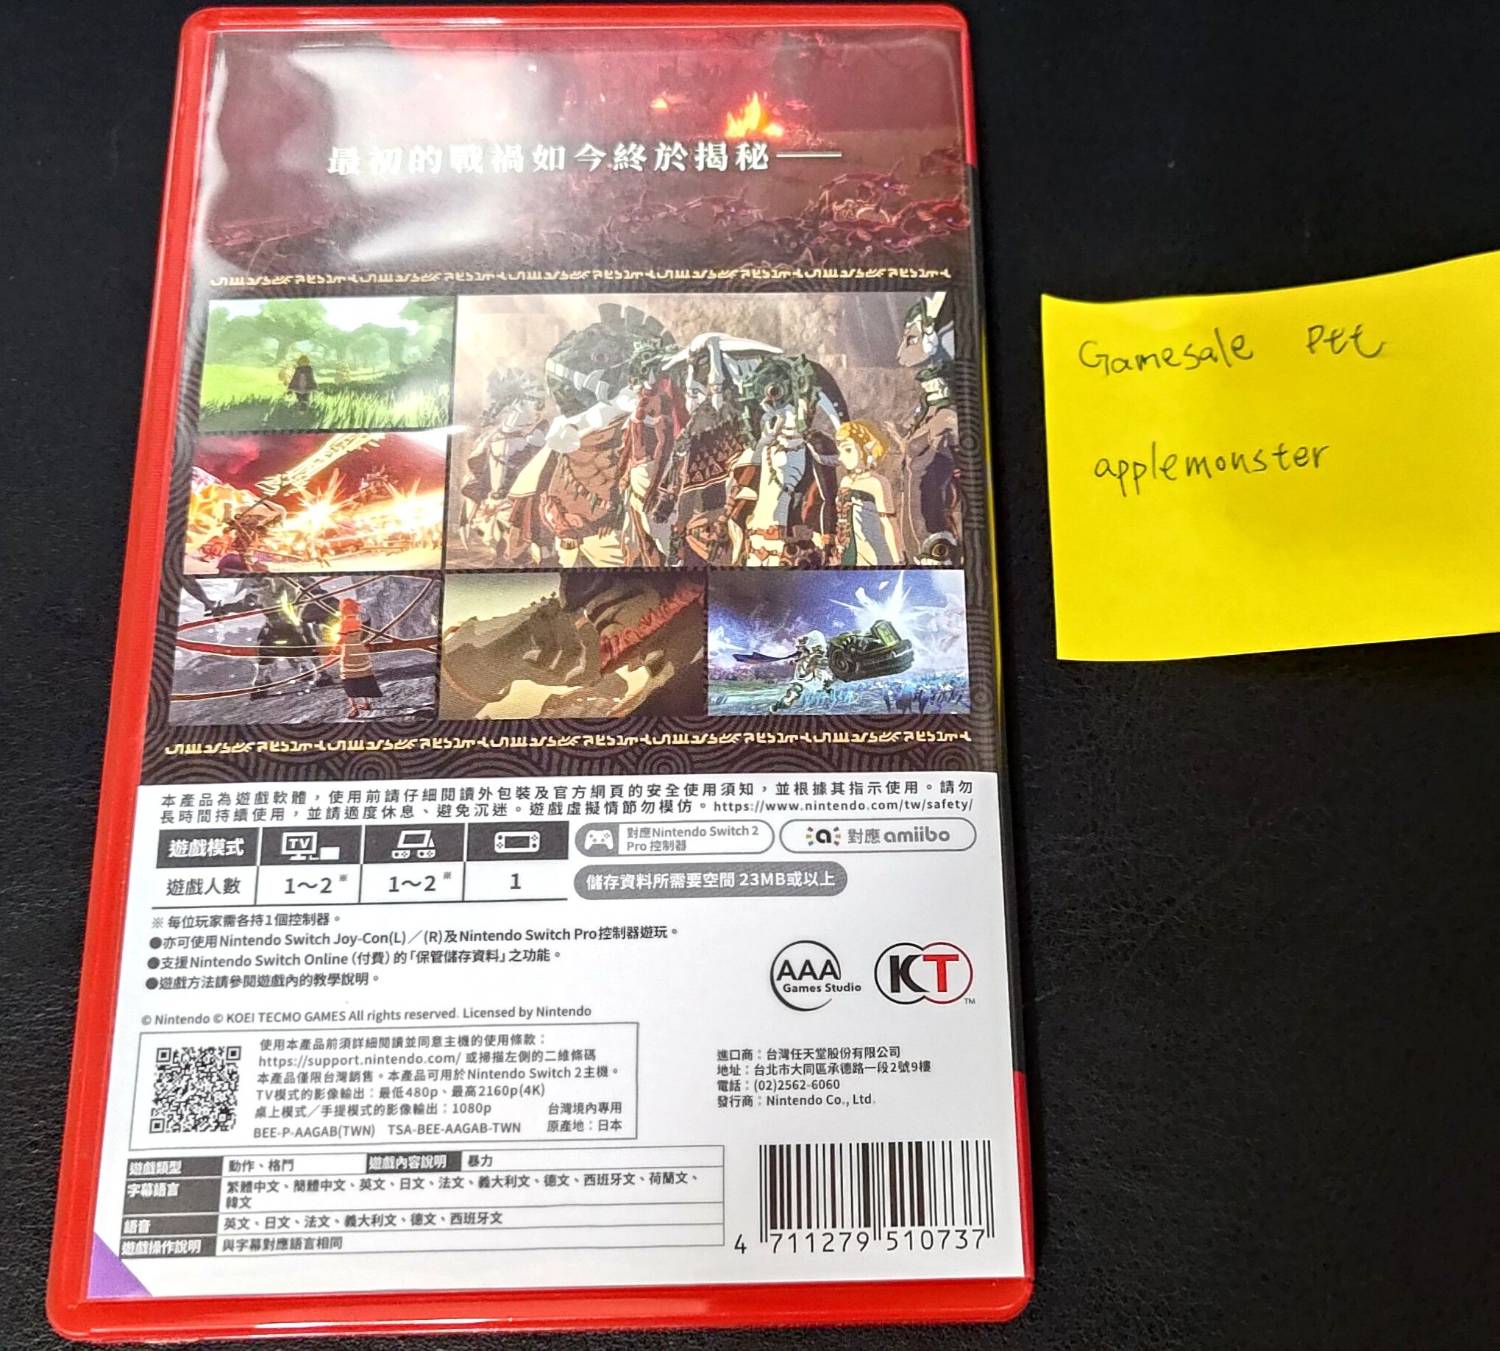 最初的戰禍如今終於揭秘——
本產品為遊戲軟體,使用前請仔細閱讀外包裝及官方網頁的安全使用須知,並根據其指示使用。請勿
長時間持續使用,並請適度休息、避免沉迷。遊戲虛擬情節勿模仿。https://www.nintendo.com/tw/safety/
遊戲模式 TV
對應Nintendo Switch 2
Pro 控制器
對應 amiibo
遊戲人數 1～2※ 1～2※ 1
儲存資料所需要空間 23MB或以上
※ 每位玩家需各持1個控制器。
●亦可使用Nintendo Switch Joy-Con(L)／(R)及Nintendo Switch Pro控制器遊玩。
●支援Nintendo Switch Online（付費）的「保管儲存資料」之功能。
●遊戲方法請參閱遊戲內的教學說明。
AAA
Games Studio
KT
TM
© Nintendo © KOEI TECMO GAMES All rights reserved. Licensed by Nintendo
使用本產品前須詳細閱讀並同意主機的使用條款：
https://support.nintendo.com/ 或掃描左側的二維條碼
本產品僅限台灣銷售。本產品可用於Nintendo Switch 2主機。
TV模式的影像輸出：最低480p、最高2160p(4K)
桌上模式／手提模式的影像輸出：1080p 台灣境內專用
BEE-P-AAGAB(TWN) TSA-BEE-AAGAB-TWN 原產地：日本
進口商：台灣任天堂股份有限公司
地址：台北市大同區承德路一段2號9樓
電話：(02)2562-6060
發行商：Nintendo Co., Ltd.
遊戲類型 動作、格鬥 遊戲內容說明 暴力
字幕語言 繁體中文、簡體中文、英文、日文、法文、義大利文、德文、西班牙文、荷蘭文、
韓文
語音 英文、日文、法文、義大利文、德文、西班牙文
遊戲操作說明 與字幕對應語言相同
4 711279 510737
Gamesale Ptt
applemonster